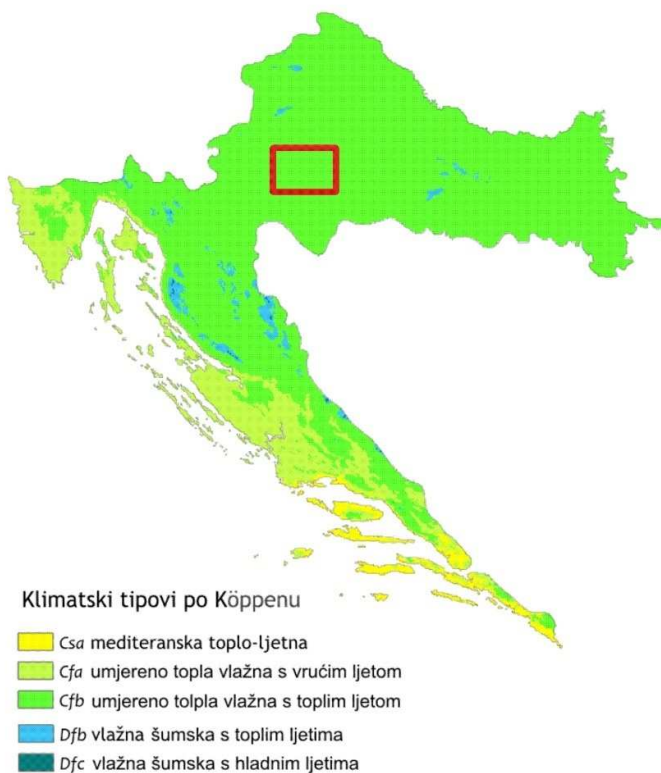 Klimatski tipovi po Köppenu
Csa mediteranska toplo-ljetna
Cfa umjereno topla vlažna s vrućim ljetom
Cfb umjereno tolpla vlažna s toplim ljetom
Dfb vlažna šumska s toplim ljetima
Dfc vlažna šumska s hladnim ljetima